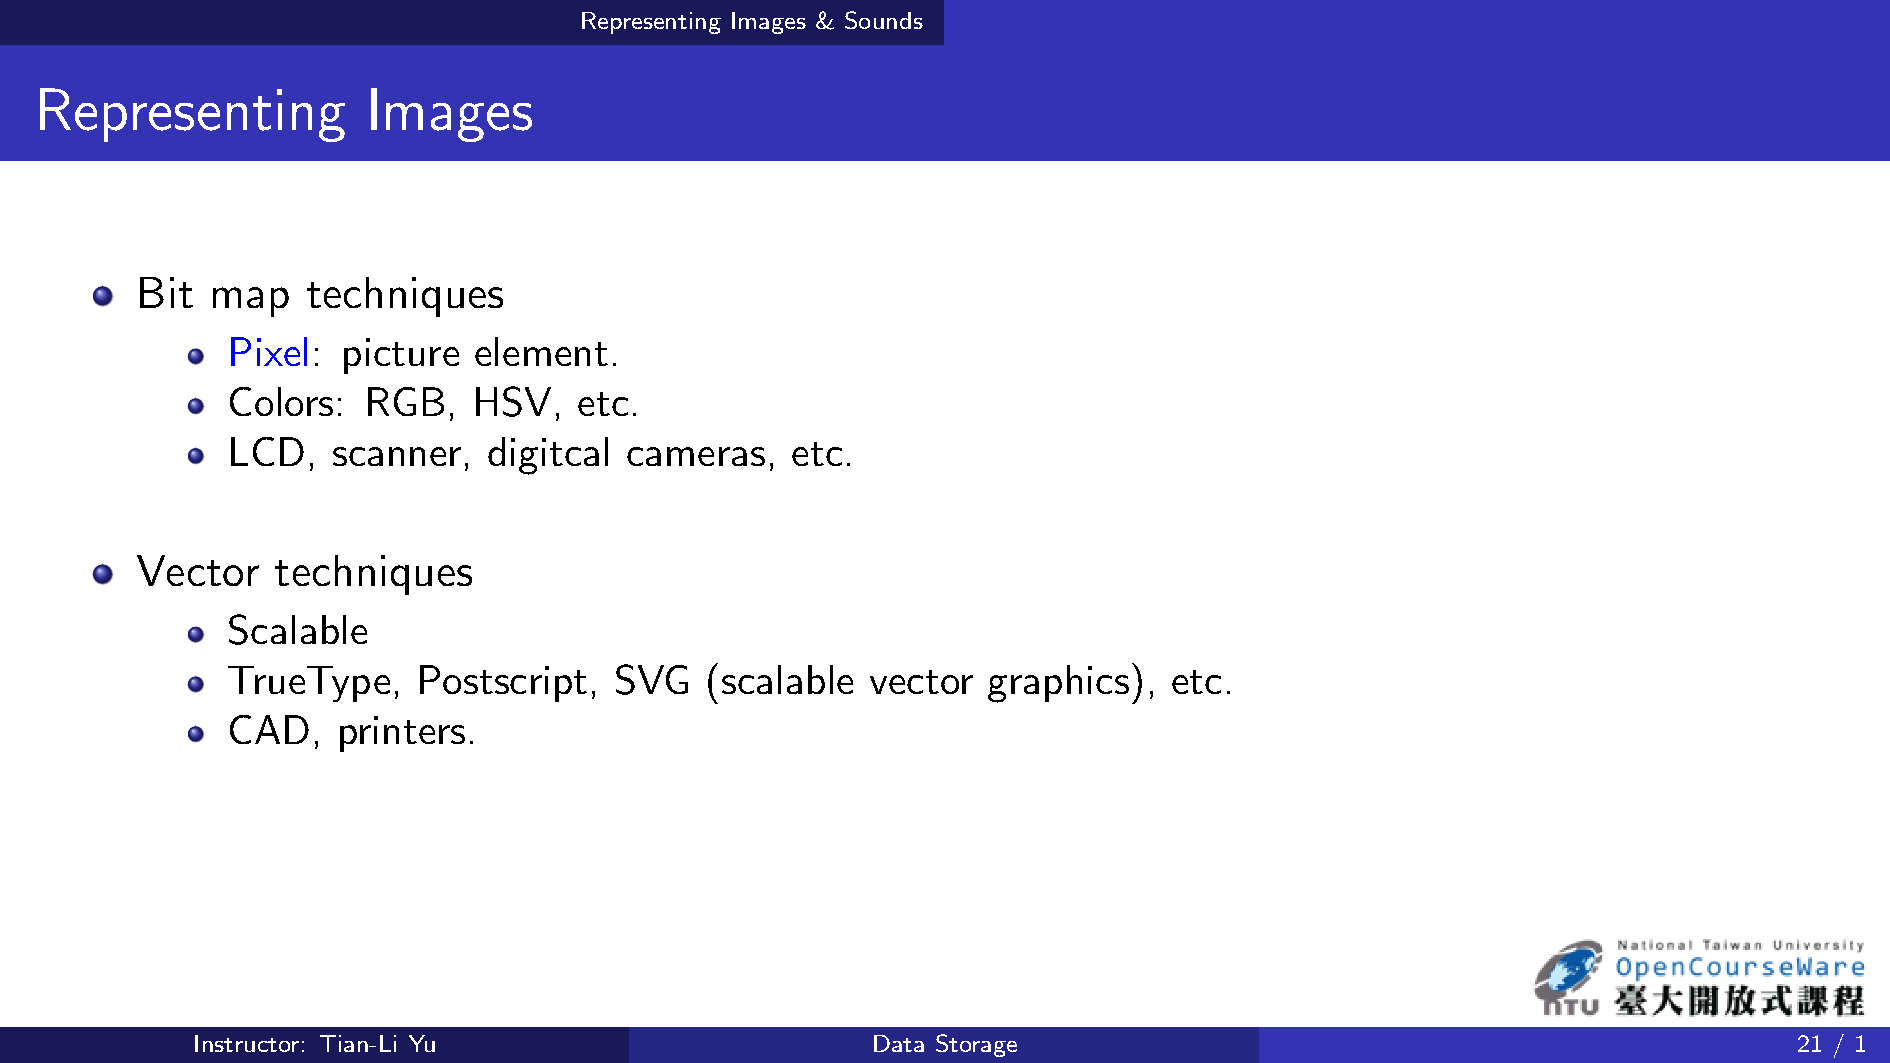 Representing Images & Sounds
Representing Images
Bit map techniques
Pixel: picture element.
Colors: RGB, HSV, etc.
LCD, scanner, digitcal cameras, etc.
Vector techniques
Scalable
TrueType, Postscript, SVG (scalable vector graphics), etc.
CAD, printers.
National Taiwan University
OpenCourseWare
NTU 臺大開放式課程
Instructor: Tian-Li Yu Data Storage 21 / 1